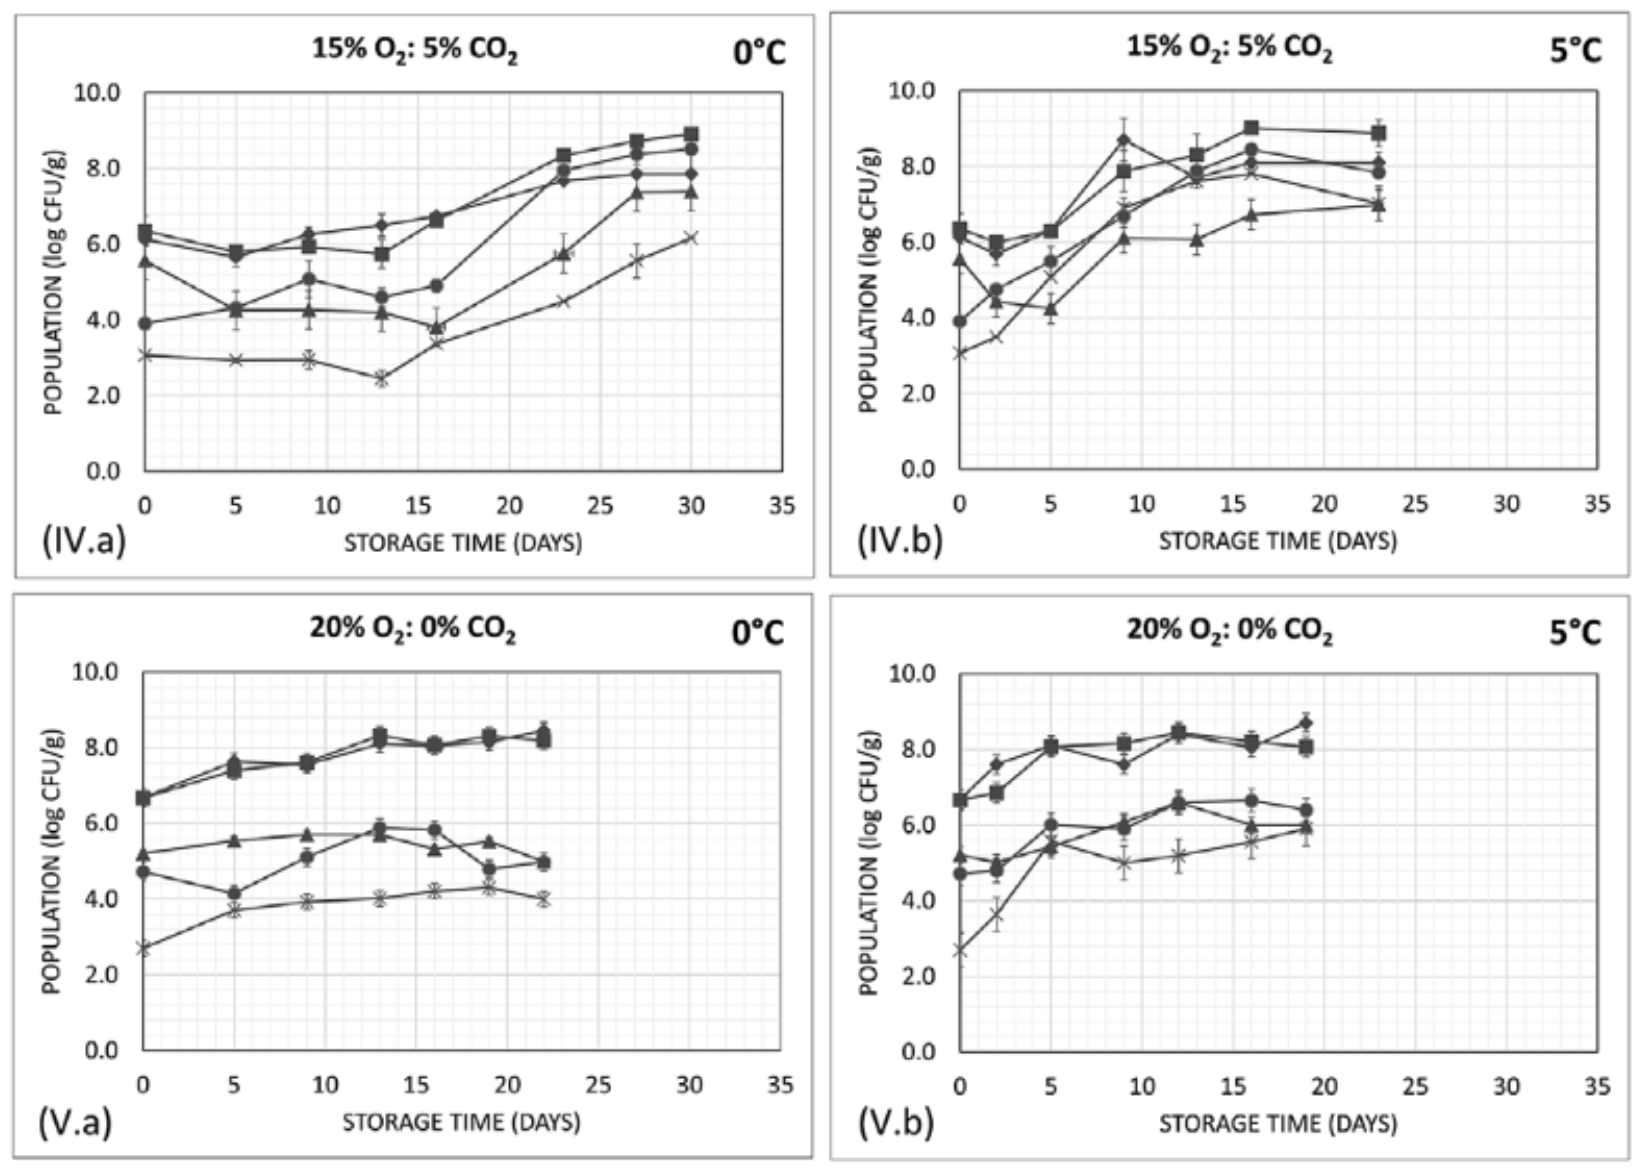 15% O₂: 5% CO₂ 0°C
POPULATION (log CFU/g)
10.0
8.0
6.0
4.0
2.0
0.0
0 5 10 15 20 25 30 35
(IV.a) STORAGE TIME (DAYS)
15% O₂: 5% CO₂ 5°C
POPULATION (log CFU/g)
10.0
8.0
6.0
4.0
2.0
0.0
0 5 10 15 20 25 30 35
(IV.b) STORAGE TIME (DAYS)
20% O₂: 0% CO₂ 0°C
POPULATION (log CFU/g)
10.0
8.0
6.0
4.0
2.0
0.0
0 5 10 15 20 25 30 35
(V.a) STORAGE TIME (DAYS)
20% O₂: 0% CO₂ 5°C
POPULATION (log CFU/g)
10.0
8.0
6.0
4.0
2.0
0.0
0 5 10 15 20 25 30 35
(V.b) STORAGE TIME (DAYS)